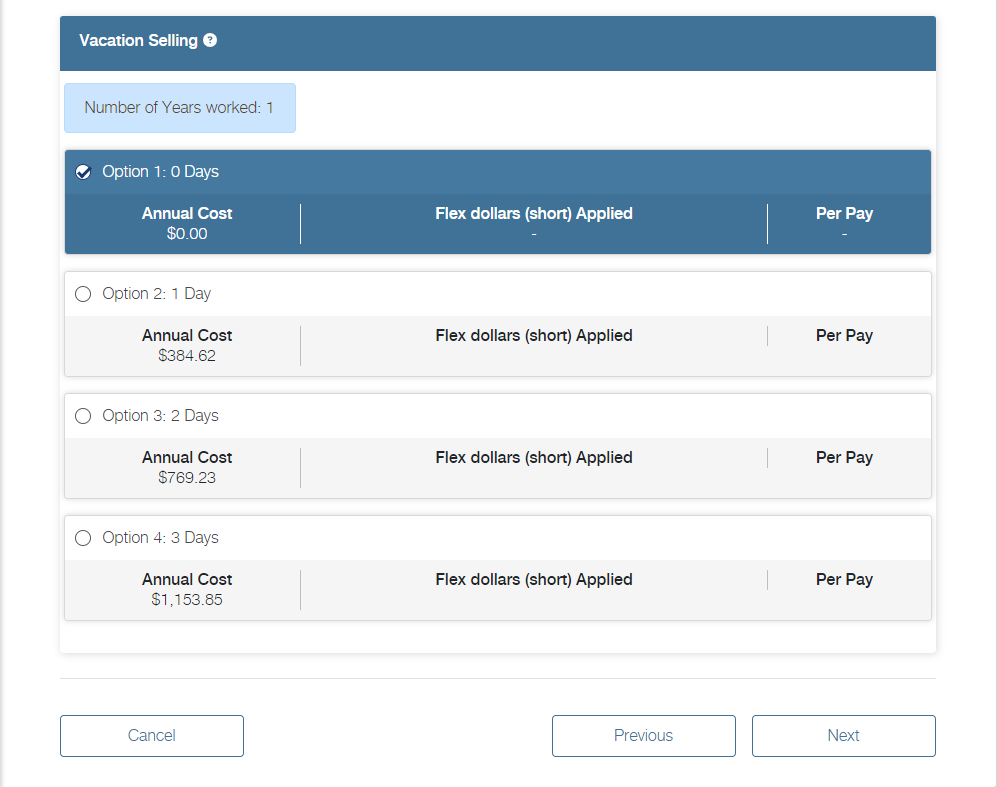 Vacation Selling ?
Number of Years worked: 1
Option 1: 0 Days
Annual Cost Flex dollars (short) Applied Per Pay
$0.00 - -
Option 2: 1 Day
Annual Cost Flex dollars (short) Applied Per Pay
$384.62
Option 3: 2 Days
Annual Cost Flex dollars (short) Applied Per Pay
$769.23
Option 4: 3 Days
Annual Cost Flex dollars (short) Applied Per Pay
$1,153.85
Cancel Previous Next